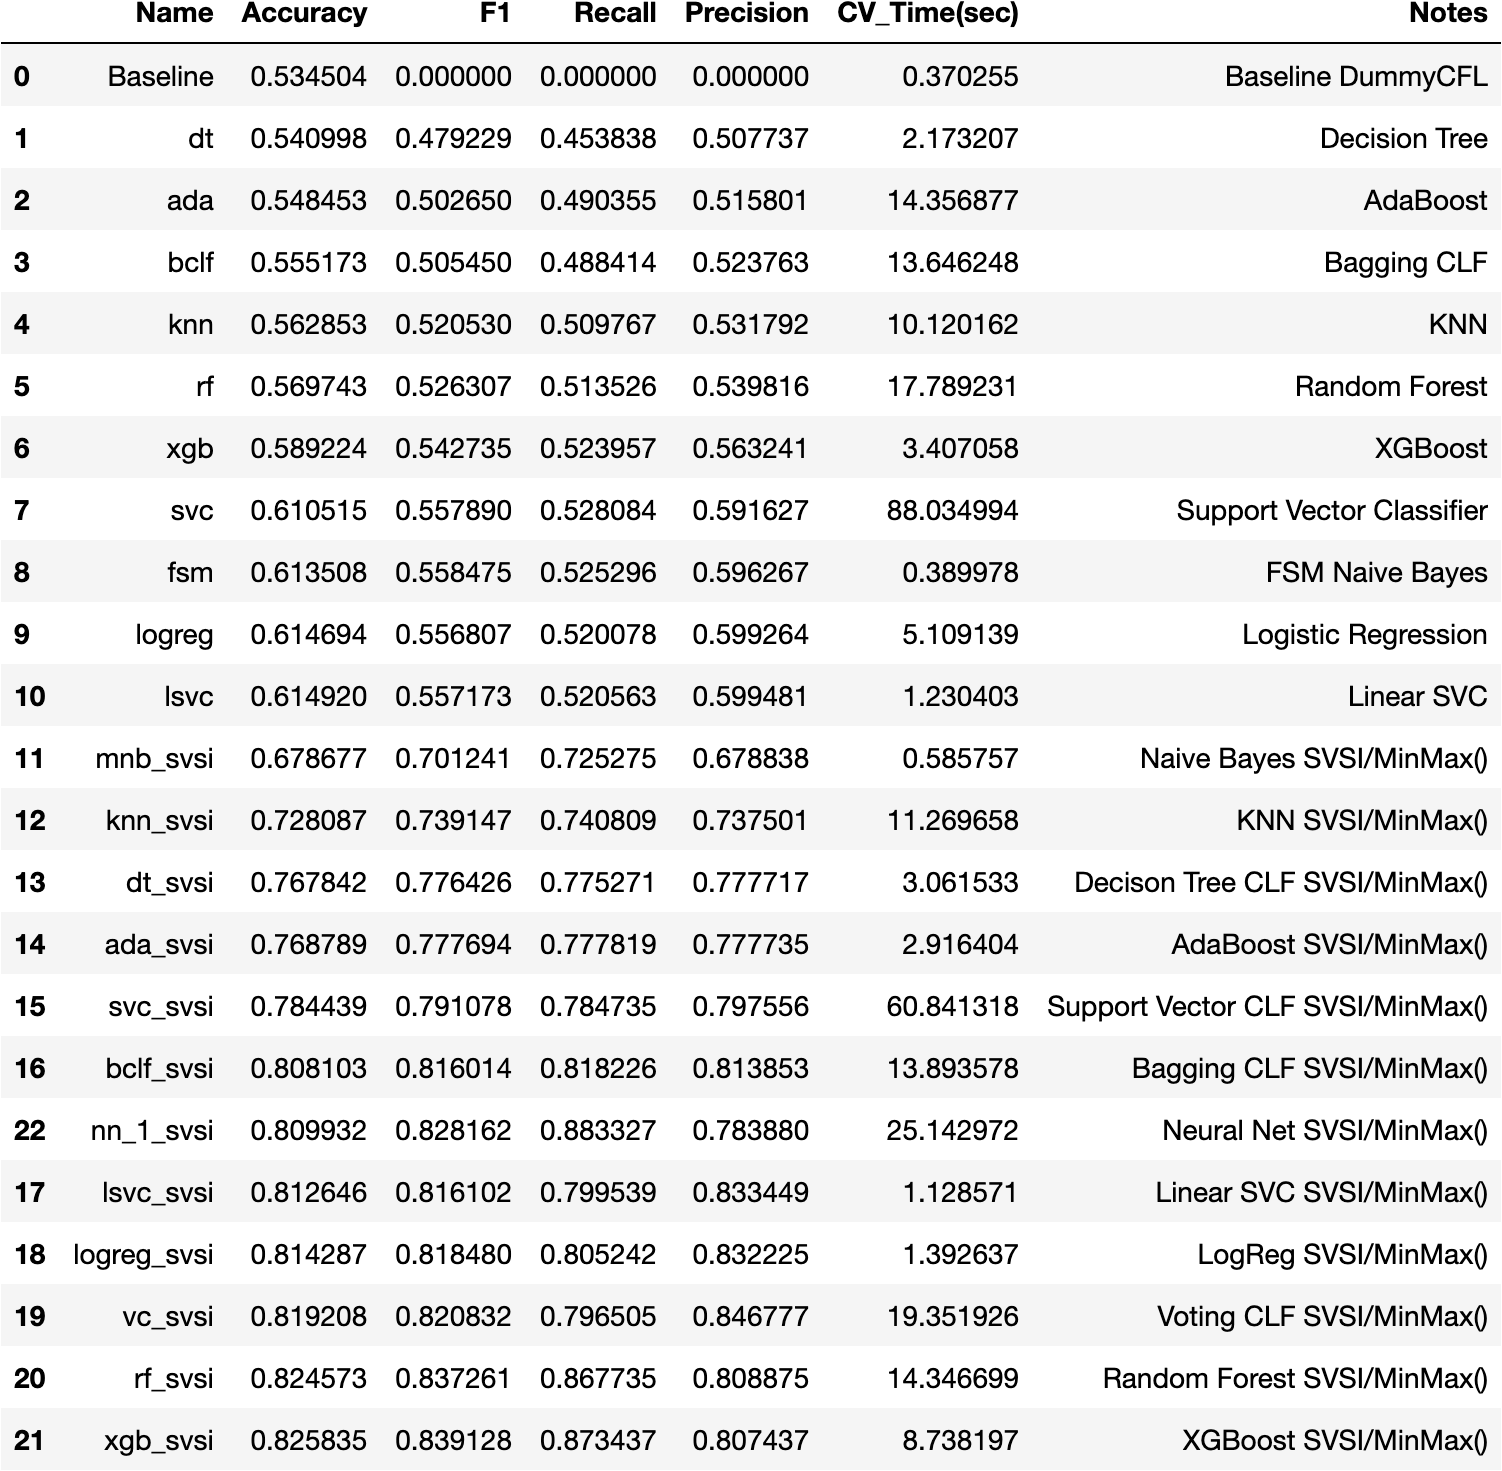 Name Accuracy F1 Recall Precision CV_Time(sec) Notes
0 Baseline 0.534504 0.000000 0.000000 0.000000 0.370255 Baseline DummyCFL
1 dt 0.540998 0.479229 0.453838 0.507737 2.173207 Decision Tree
2 ada 0.548453 0.502650 0.490355 0.515801 14.356877 AdaBoost
3 bclf 0.555173 0.505450 0.488414 0.523763 13.646248 Bagging CLF
4 knn 0.562853 0.520530 0.509767 0.531792 10.120162 KNN
5 rf 0.569743 0.526307 0.513526 0.539816 17.789231 Random Forest
6 xgb 0.589224 0.542735 0.523957 0.563241 3.407058 XGBoost
7 svc 0.610515 0.557890 0.528084 0.591627 88.034994 Support Vector Classifier
8 fsm 0.613508 0.558475 0.525296 0.596267 0.389978 FSM Naive Bayes
9 logreg 0.614694 0.556807 0.520078 0.599264 5.109139 Logistic Regression
10 lsvc 0.614920 0.557173 0.520563 0.599481 1.230403 Linear SVC
11 mnb_svsi 0.678677 0.701241 0.725275 0.678838 0.585757 Naive Bayes SVSI/MinMax()
12 knn_svsi 0.728087 0.739147 0.740809 0.737501 11.269658 KNN SVSI/MinMax()
13 dt_svsi 0.767842 0.776426 0.775271 0.777717 3.061533 Decison Tree CLF SVSI/MinMax()
14 ada_svsi 0.768789 0.777694 0.777819 0.777735 2.916404 AdaBoost SVSI/MinMax()
15 svc_svsi 0.784439 0.791078 0.784735 0.797556 60.841318 Support Vector CLF SVSI/MinMax()
16 bclf_svsi 0.808103 0.816014 0.818226 0.813853 13.893578 Bagging CLF SVSI/MinMax()
22 nn_1_svsi 0.809932 0.828162 0.883327 0.783880 25.142972 Neural Net SVSI/MinMax()
17 lsvc_svsi 0.812646 0.816102 0.799539 0.833449 1.128571 Linear SVC SVSI/MinMax()
18 logreg_svsi 0.814287 0.818480 0.805242 0.832225 1.392637 LogReg SVSI/MinMax()
19 vc_svsi 0.819208 0.820832 0.796505 0.846777 19.351926 Voting CLF SVSI/MinMax()
20 rf_svsi 0.824573 0.837261 0.867735 0.808875 14.346699 Random Forest SVSI/MinMax()
21 xgb_svsi 0.825835 0.839128 0.873437 0.807437 8.738197 XGBoost SVSI/MinMax()